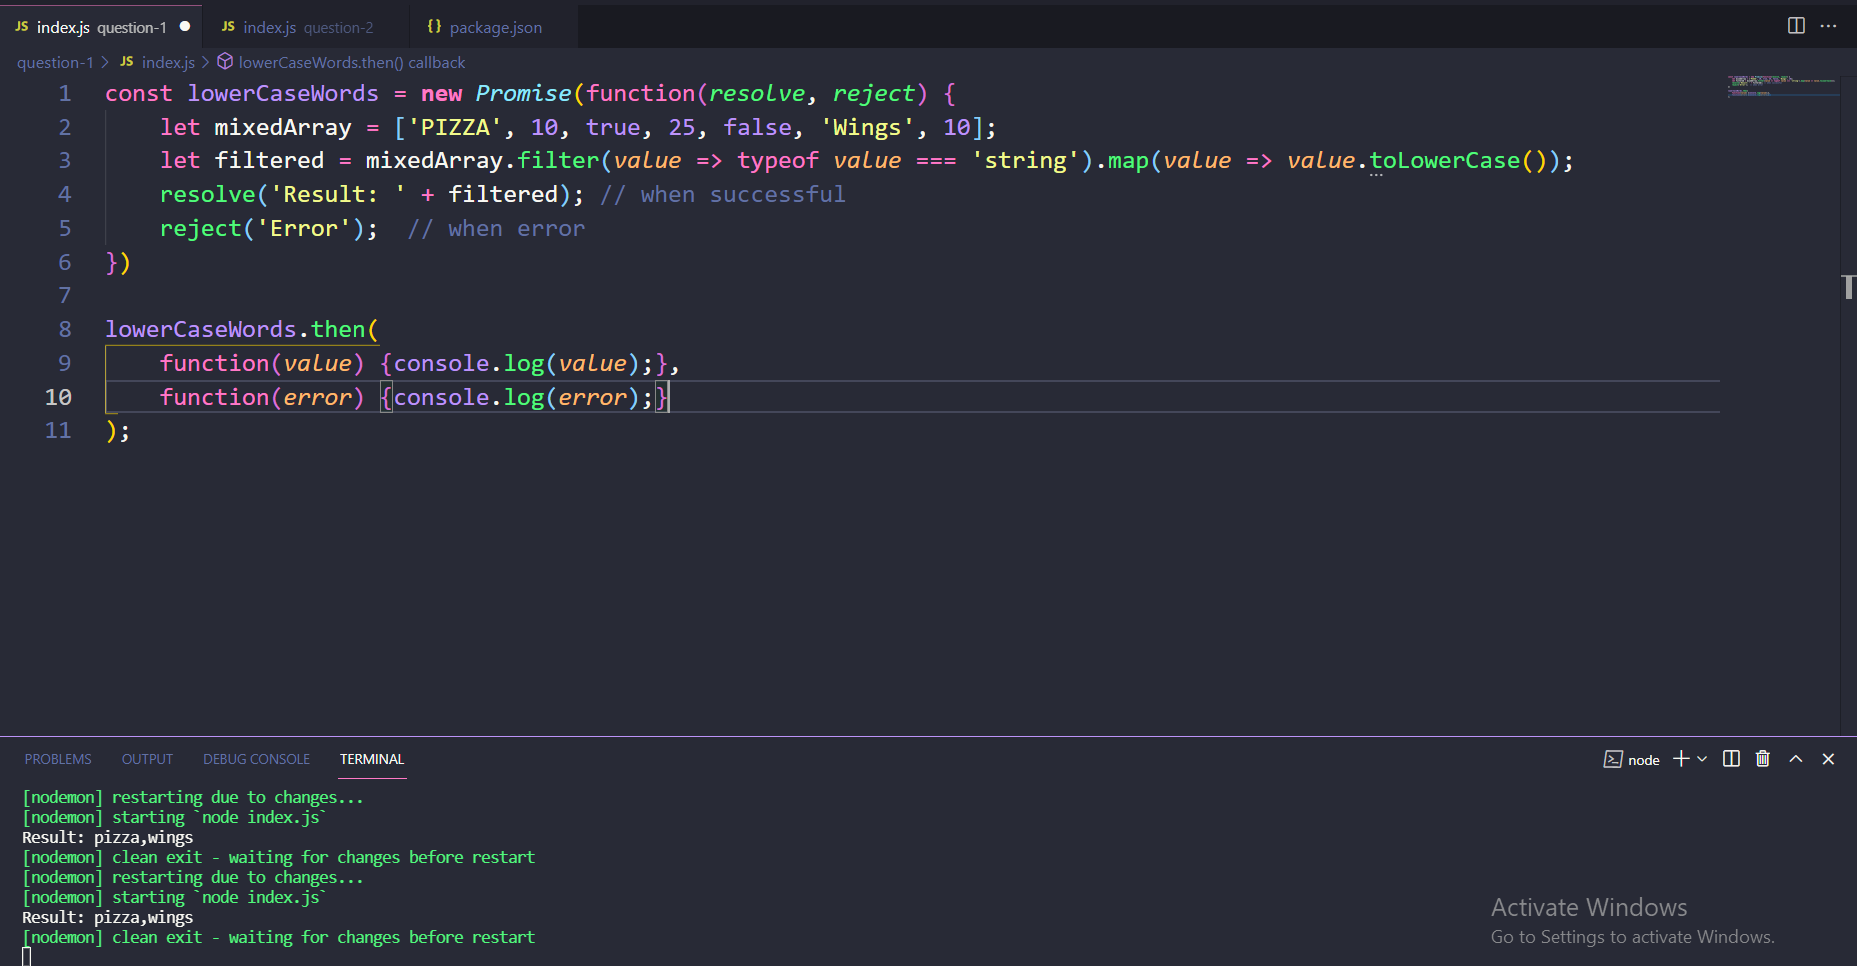 JS index.js question-1 ● JS index.js question-2 {} package.json ···
question-1 > JS index.js > lowerCaseWords.then() callback
1 const lowerCaseWords = new Promise(function(resolve, reject) {
2 let mixedArray = ['PIZZA', 10, true, 25, false, 'Wings', 10];
3 let filtered = mixedArray.filter(value => typeof value === 'string').map(value => value.toLowerCase());
4 resolve('Result: ' + filtered); // when successful
5 reject('Error'); // when error
6 })
7
8 lowerCaseWords.then(
9 function(value) {console.log(value);},
10 function(error) {console.log(error);}
11 );
PROBLEMS OUTPUT DEBUG CONSOLE TERMINAL node
[nodemon] restarting due to changes...
[nodemon] starting `node index.js`
Result: pizza,wings
[nodemon] clean exit - waiting for changes before restart
[nodemon] restarting due to changes...
[nodemon] starting `node index.js`
Result: pizza,wings
[nodemon] clean exit - waiting for changes before restart
Activate Windows
Go to Settings to activate Windows.